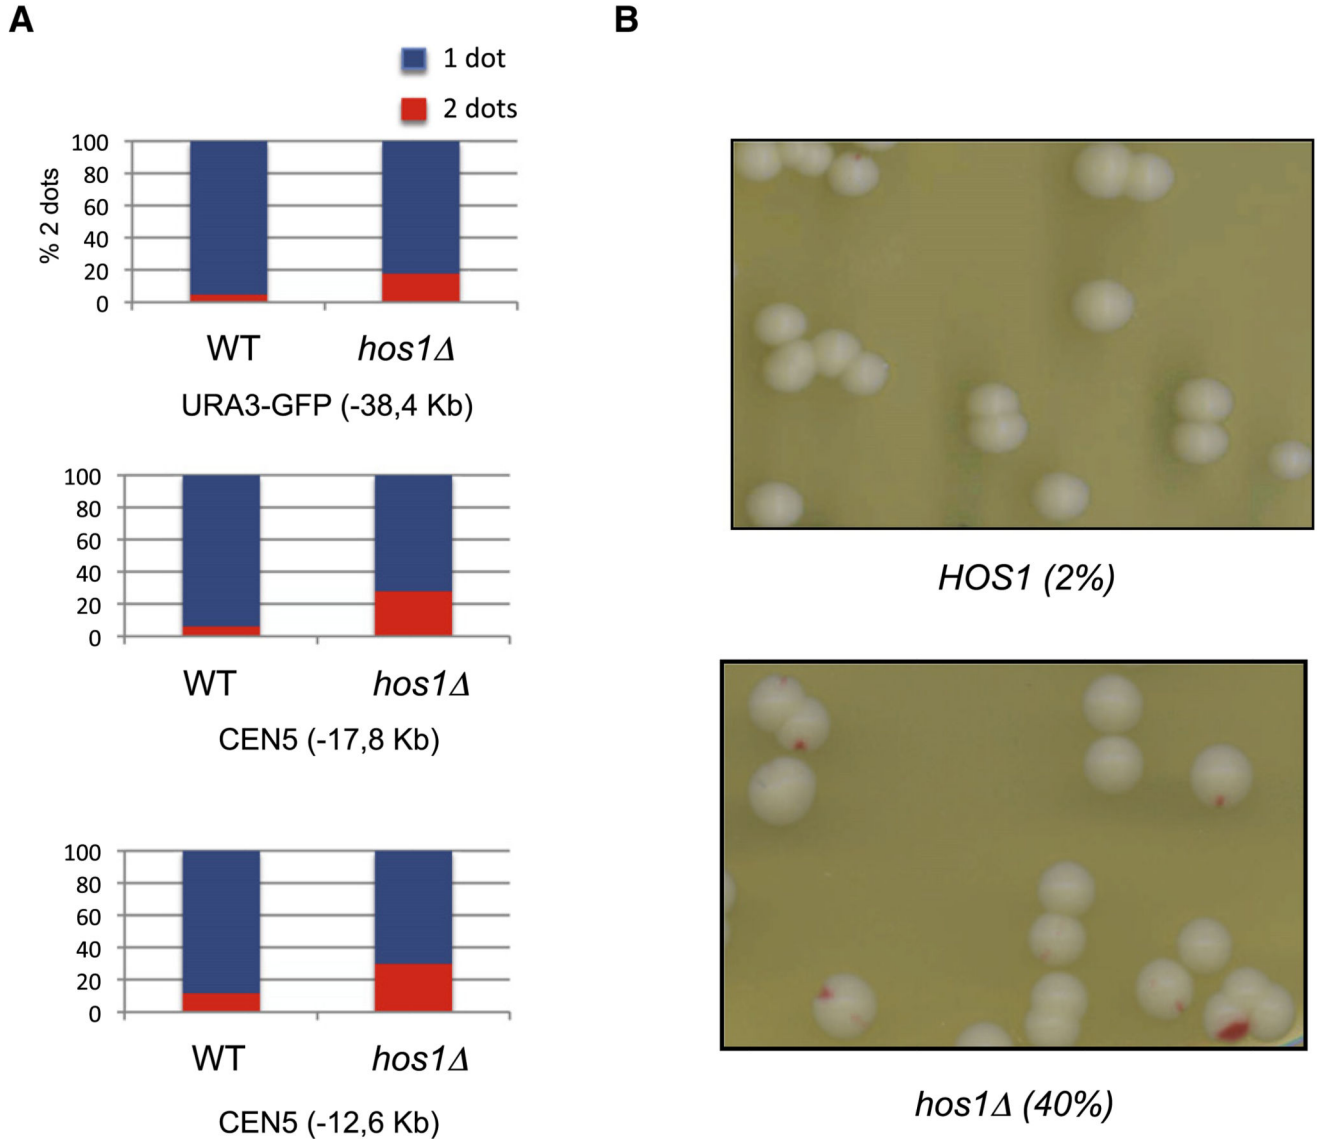 A
B
1 dot
2 dots
% 2 dots
100
80
60
40
20
0
WT
hos1Δ
URA3-GFP (-38,4 Kb)
100
80
60
40
20
0
WT
hos1Δ
CEN5 (-17,8 Kb)
100
80
60
40
20
0
WT
hos1Δ
CEN5 (-12,6 Kb)
HOS1 (2%)
hos1Δ (40%)